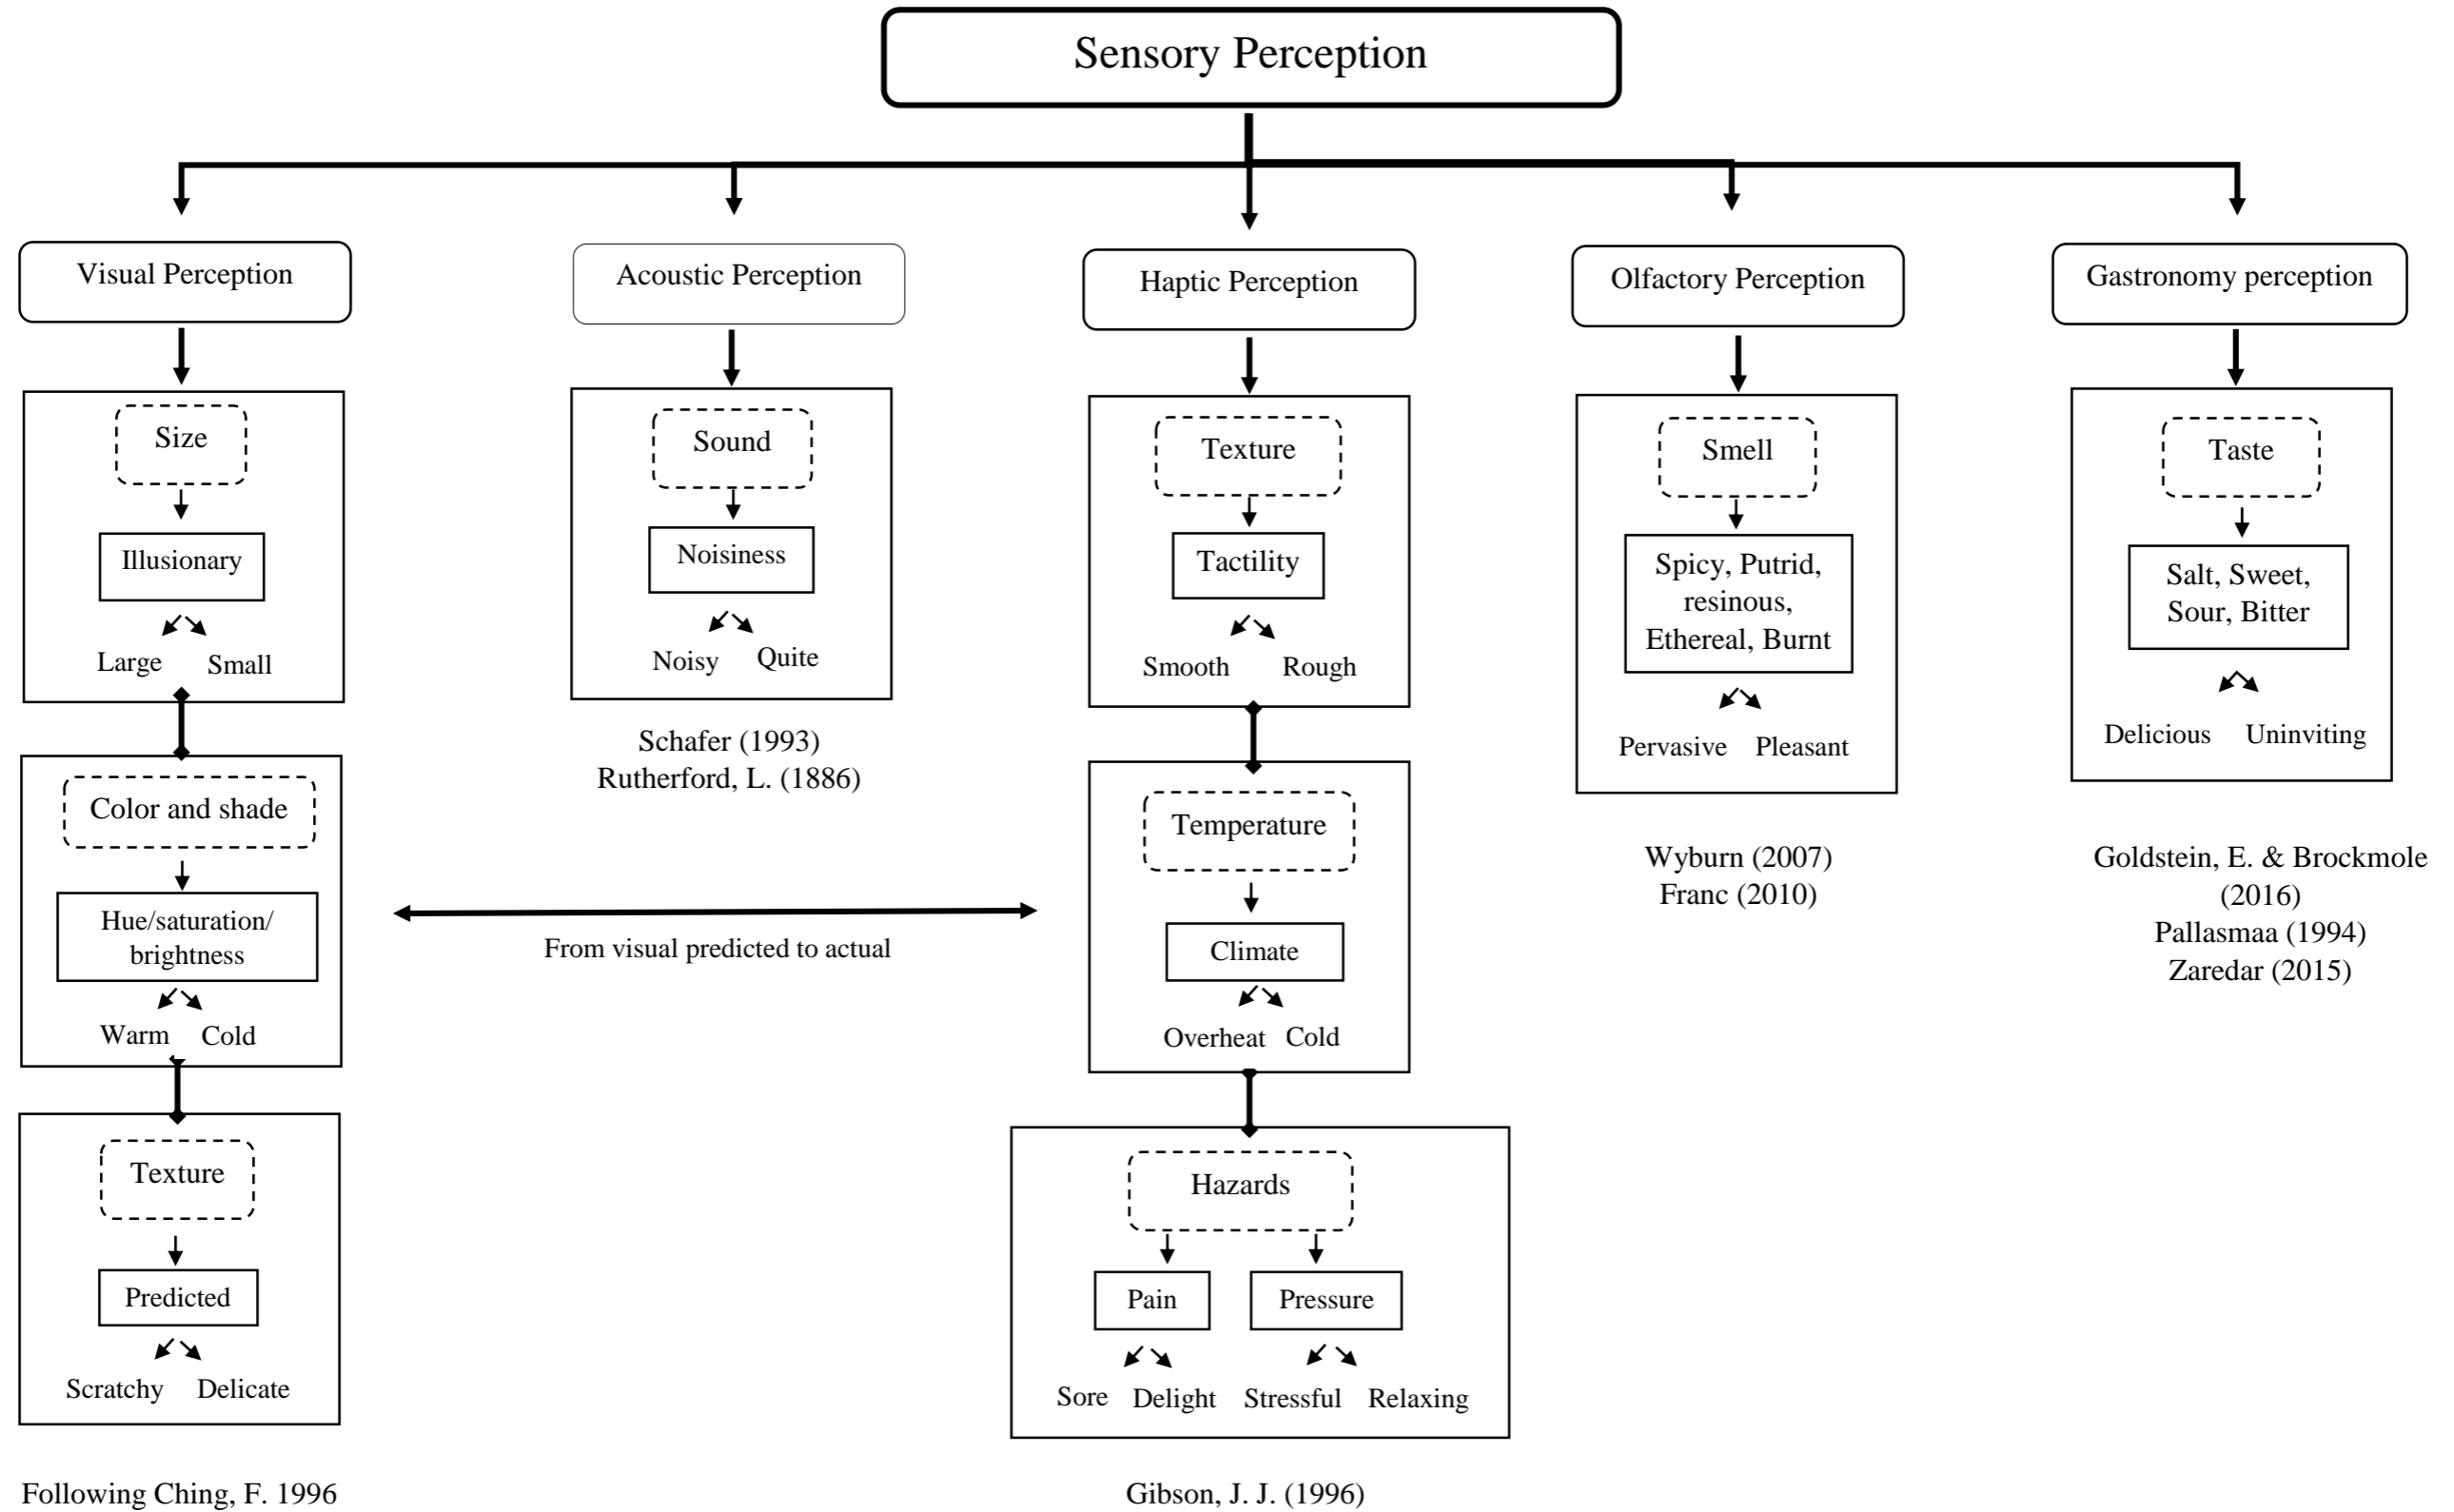 Sensory Perception
Visual Perception
Acoustic Perception
Haptic Perception
Olfactory Perception
Gastronomy perception
Size
Illusionary
Large Small
Color and shade
Hue/saturation/
brightness
Warm Cold
Texture
Predicted
Scratchy Delicate
Following Ching, F. 1996
Sound
Noisiness
Noisy Quite
Schafer (1993)
Rutherford, L. (1886)
From visual predicted to actual
Texture
Tactility
Smooth Rough
Temperature
Climate
Overheat Cold
Hazards
Pain Pressure
Sore Delight Stressful Relaxing
Gibson, J. J. (1996)
Smell
Spicy, Putrid,
resinous,
Ethereal, Burnt
Pervasive Pleasant
Wyburn (2007)
Franc (2010)
Taste
Salt, Sweet,
Sour, Bitter
Delicious Uninviting
Goldstein, E. & Brockmole
(2016)
Pallasmaa (1994)
Zaredar (2015)